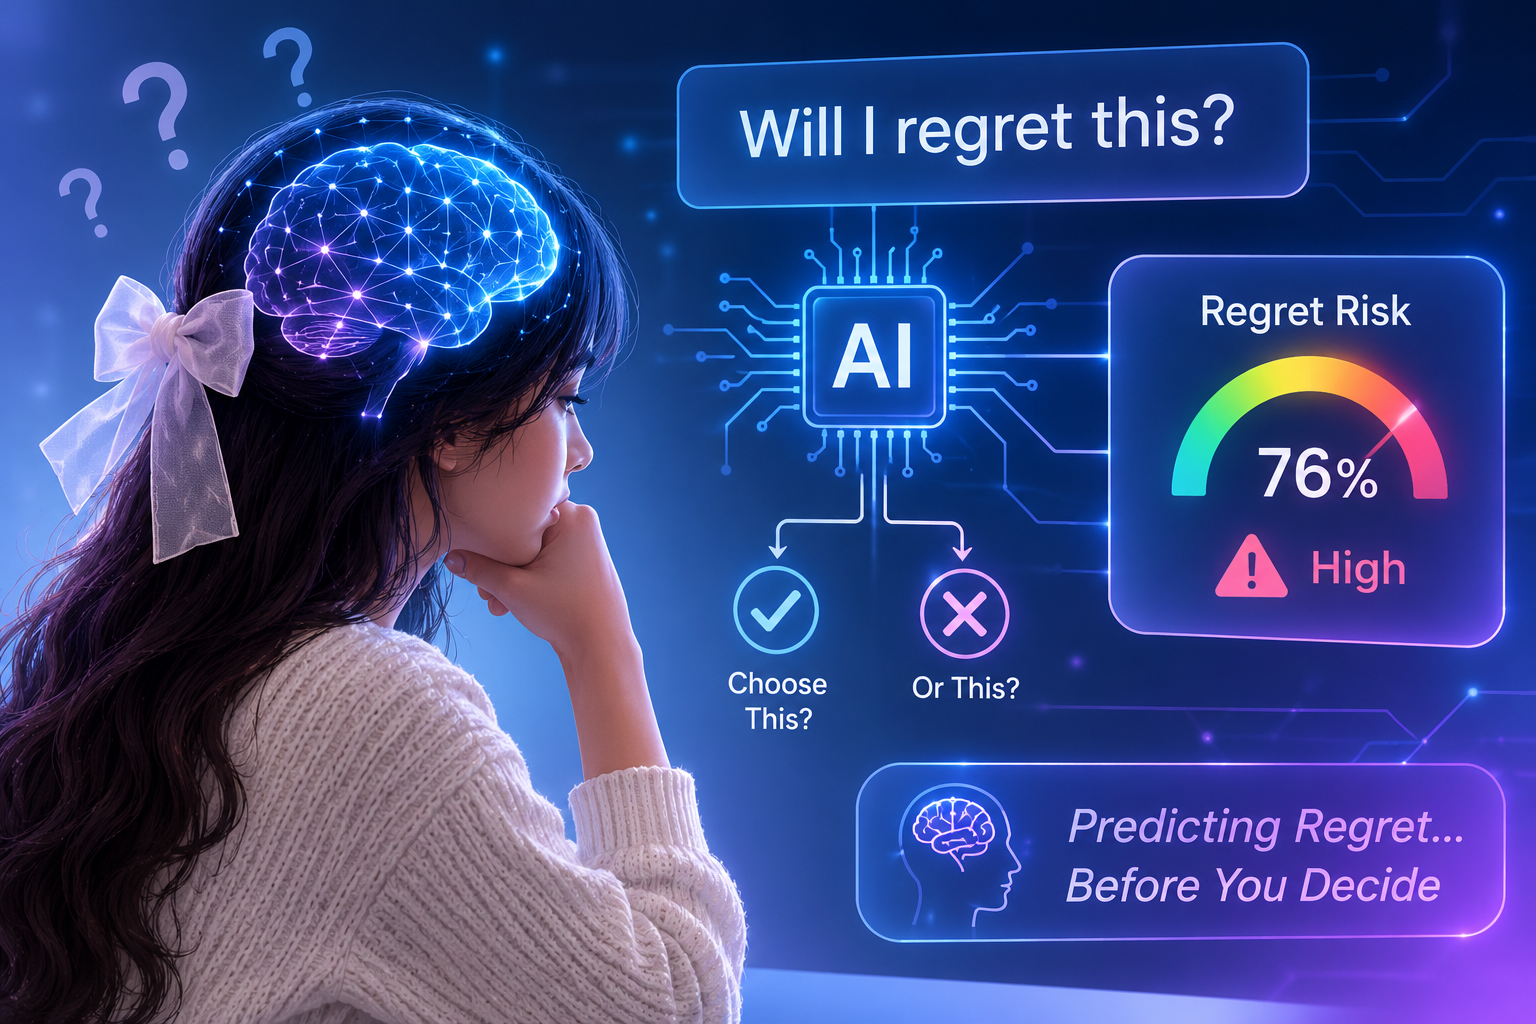 ? ? ?
Will I regret this?
AI
Regret Risk
76%
! High
Choose
This?
Or This?
Predicting Regret...
Before You Decide